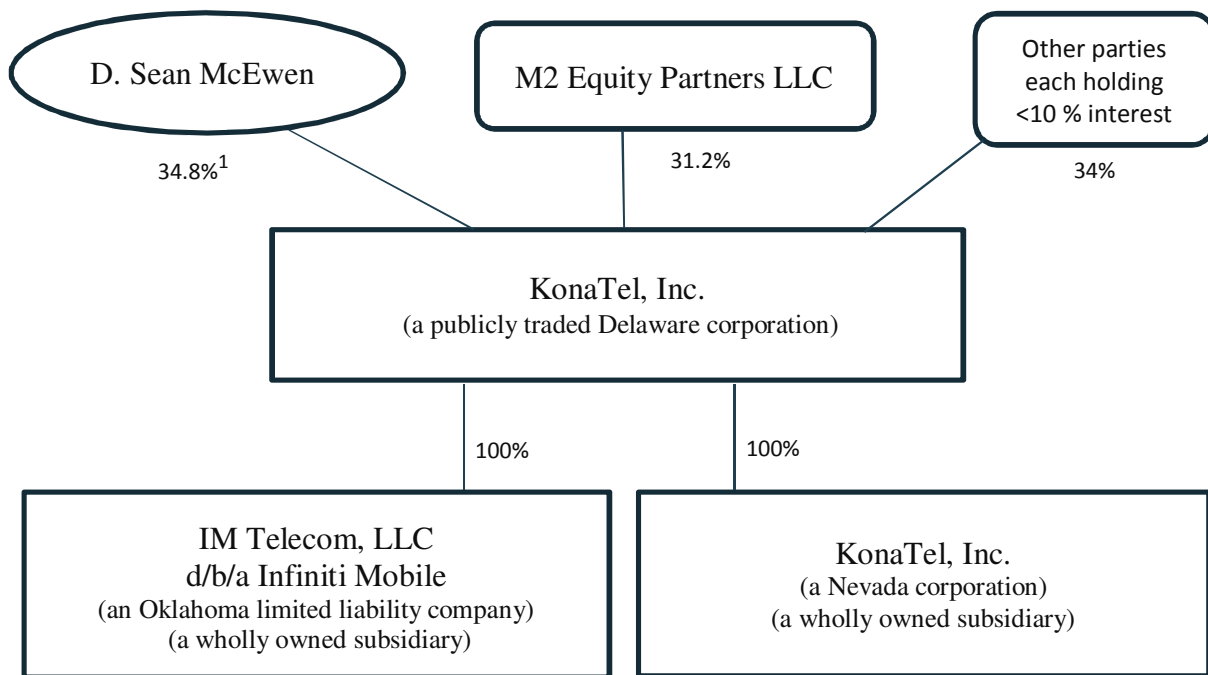 D. Sean McEwen
M2 Equity Partners LLC
Other parties
each holding
<10 % interest
34.8%¹
31.2%
34%
KonaTel, Inc.
(a publicly traded Delaware corporation)
100%
100%
IM Telecom, LLC
d/b/a Infiniti Mobile
(an Oklahoma limited liability company)
(a wholly owned subsidiary)
KonaTel, Inc.
(a Nevada corporation)
(a wholly owned subsidiary)